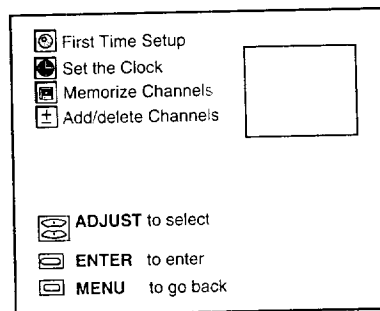 First Time Setup
Set the Clock
Memorize Channels
± Add/delete Channels
ADJUST to select
ENTER to enter
MENU to go back